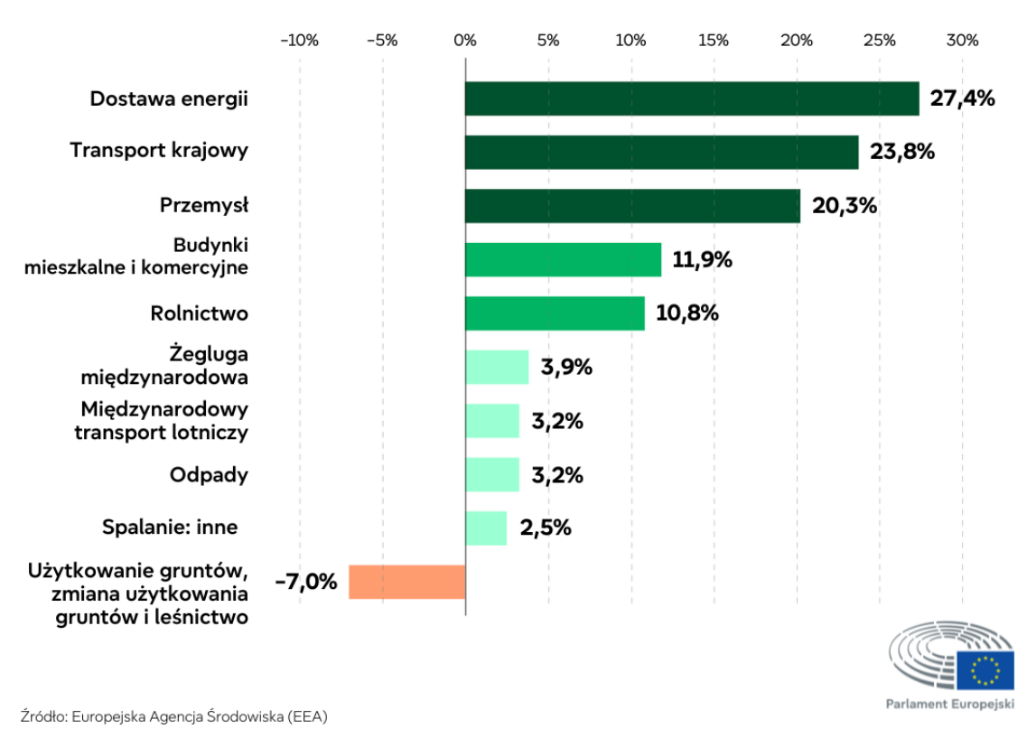 −10% −5% 0% 5% 10% 15% 20% 25% 30%
Dostawa energii 27,4%
Transport krajowy 23,8%
Przemysł 20,3%
Budynki
mieszkalne i komercyjne 11,9%
Rolnictwo 10,8%
Żegluga
międzynarodowa 3,9%
Międzynarodowy
transport lotniczy 3,2%
Odpady 3,2%
Spalanie: inne 2,5%
Użytkowanie gruntów,
zmiana użytkowania
gruntów i leśnictwo −7,0%
Parlament Europejski
Źródło: Europejska Agencja Środowiska (EEA)